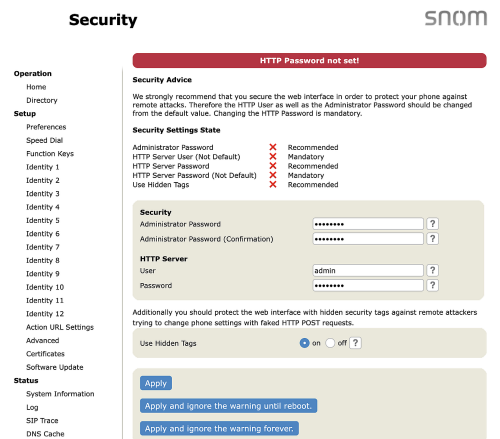 Security
snom
HTTP Password not set!
Operation
Home
Directory
Setup
Preferences
Speed Dial
Function Keys
Identity 1
Identity 2
Identity 3
Identity 4
Identity 5
Identity 6
Identity 7
Identity 8
Identity 9
Identity 10
Identity 11
Identity 12
Action URL Settings
Advanced
Certificates
Software Update
Status
System Information
Log
SIP Trace
DNS Cache
Security Advice
We strongly recommend that you secure the web interface in order to protect your phone against
remote attacks. Therefore the HTTP User as well as the Administrator Password should be changed
from the default value. Changing the HTTP Password is mandatory.
Security Settings State
Administrator Password Recommended
HTTP Server User (Not Default) Mandatory
HTTP Server Password Recommended
HTTP Server Password (Not Default) Mandatory
Use Hidden Tags Recommended
Security
Administrator Password •••••••• ?
Administrator Password (Confirmation) •••••••• ?
HTTP Server
User admin ?
Password •••••••• ?
Additionally you should protect the web interface with hidden security tags against remote attackers
trying to change phone settings with faked HTTP POST requests.
Use Hidden Tags on off ?
Apply
Apply and ignore the warning until reboot.
Apply and ignore the warning forever.